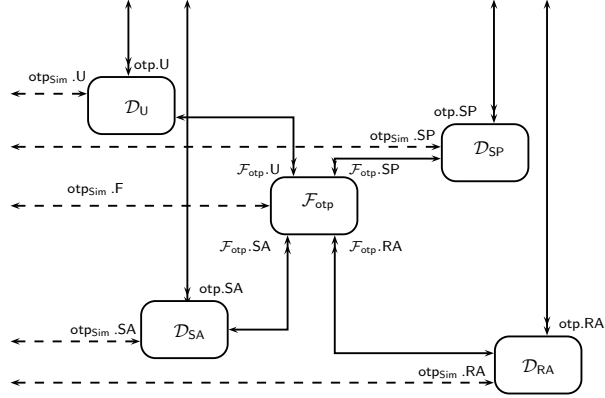 otp.U
otp_Sim .U
D_U
otp.SP
otp_Sim .SP
D_SP
F_otp.U
F_otp.SP
otp_Sim .F
F_otp
F_otp.SA
F_otp.RA
otp.SA
otp_Sim .SA
D_SA
otp.RA
otp_Sim .RA
D_RA